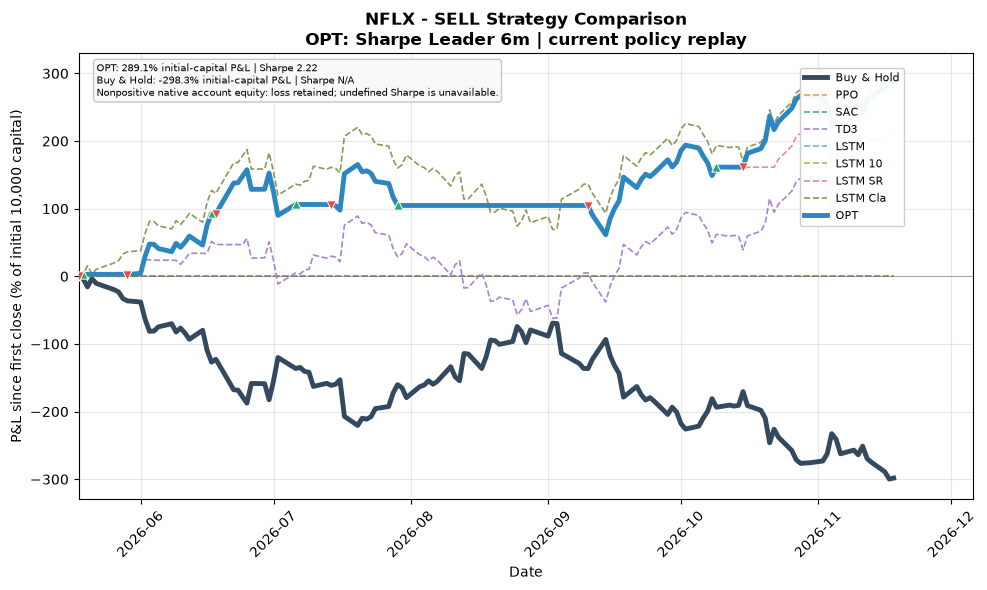 NFLX - SELL Strategy Comparison
OPT: Sharpe Leader 6m | current policy replay
OPT: 289.1% initial-capital P&L | Sharpe 2.22
Buy & Hold: -298.3% initial-capital P&L | Sharpe N/A
Nonpositive native account equity: loss retained; undefined Sharpe is unavailable.
Buy & Hold
PPO
SAC
TD3
LSTM
LSTM 10
LSTM SR
LSTM Cla
OPT
P&L since first close (% of initial 10,000 capital)
300
200
100
0
−100
−200
−300
2026-06
2026-07
2026-08
2026-09
2026-10
2026-11
2026-12
Date